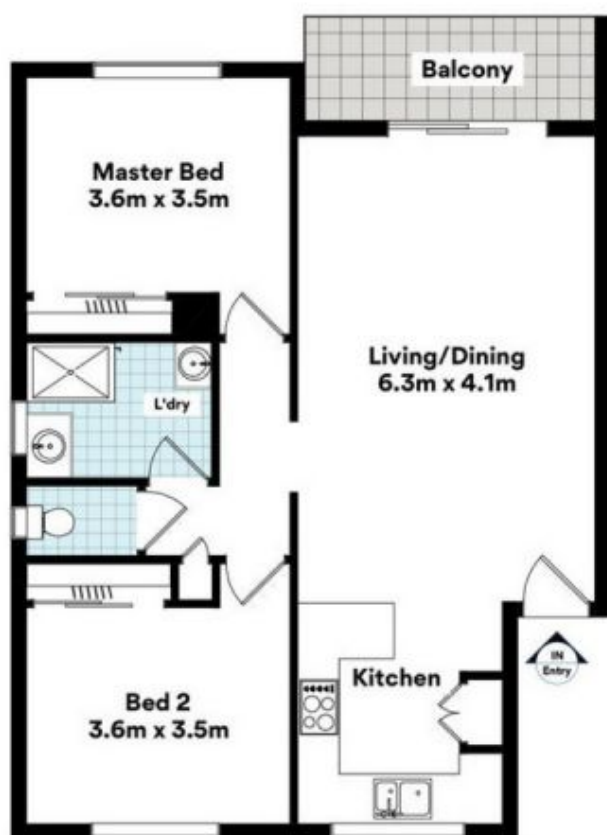 Balcony
Master Bed
3.6m x 3.5m
Living/Dining
6.3m x 4.1m
L'dry
IN
Entry
Kitchen
Bed 2
3.6m x 3.5m